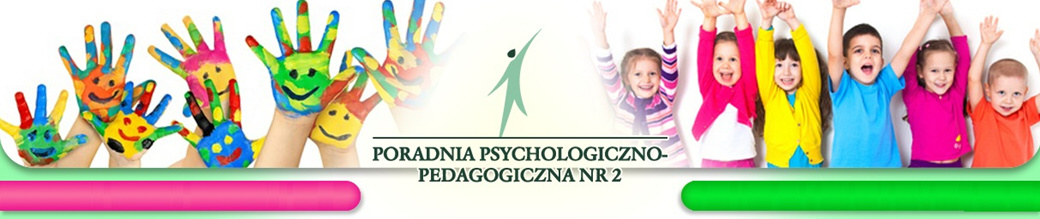 PORADNIA PSYCHOLOGICZNO-
PEDAGOGICZNA NR 2